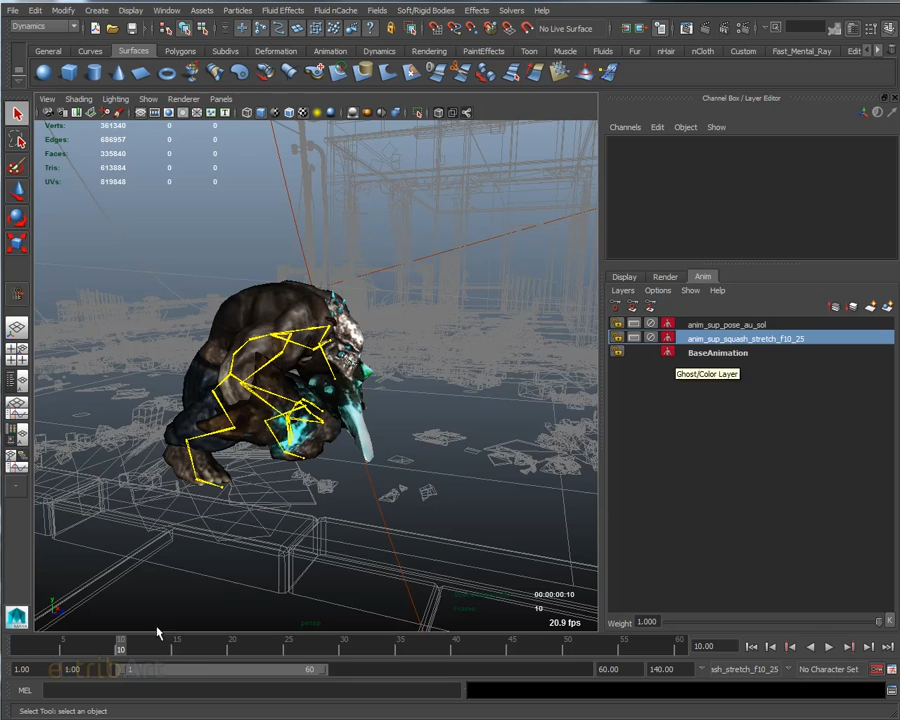 File Edit Modify Create Display Window Assets Particles Fluid Effects Fluid nCache Fields Soft/Rigid Bodies Effects Solvers Help
Dynamics No Live Surface
General Curves Surfaces Polygons Subdivs Deformation Animation Dynamics Rendering PaintEffects Toon Muscle Fluids Fur nHair nCloth Custom Fast_Mental_Ray Edit
View Shading Lighting Show Renderer Panels
Channel Box / Layer Editor
Channels Edit Object Show
Verts: 361340 0 0
Edges: 686957 0 0
Faces: 335840 0 0
Tris: 613884 0 0
UVs: 819848 0 0
Display Render Anim
Layers Options Show Help
anim_sup_pose_au_sol
anim_sup_squash_stretch_f10_25
BaseAnimation
Ghost/Color Layer
00:00:00:10
Frame: 10
persp 20.9 fps
Weight: 1.000
5 10 15 20 25 30 35 40 45 50 55 60
10 10.00
1.00 1.00 1 60 60.00 140.00 ssh_stretch_f10_25 No Character Set
MEL
Select Tool: select an object